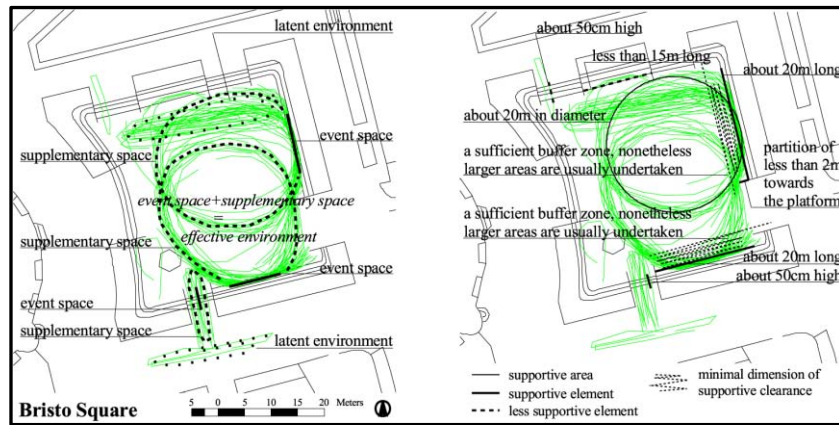 latent environment
event space
supplementary space
event space+supplementary space
=
effective environment
supplementary space
event space
event space
supplementary space
latent environment
Bristo Square
5 0 5 10 15 20 Meters
about 50cm high
less than 15m long
about 20m long
about 20m in diameter
a sufficient buffer zone, nonetheless
larger areas are usually undertaken
partition of
less than 2m
towards
the platform
a sufficient buffer zone, nonetheless
larger areas are usually undertaken
about 20m long
about 50cm high
supportive area
supportive element
less supportive element
minimal dimension of
supportive clearance